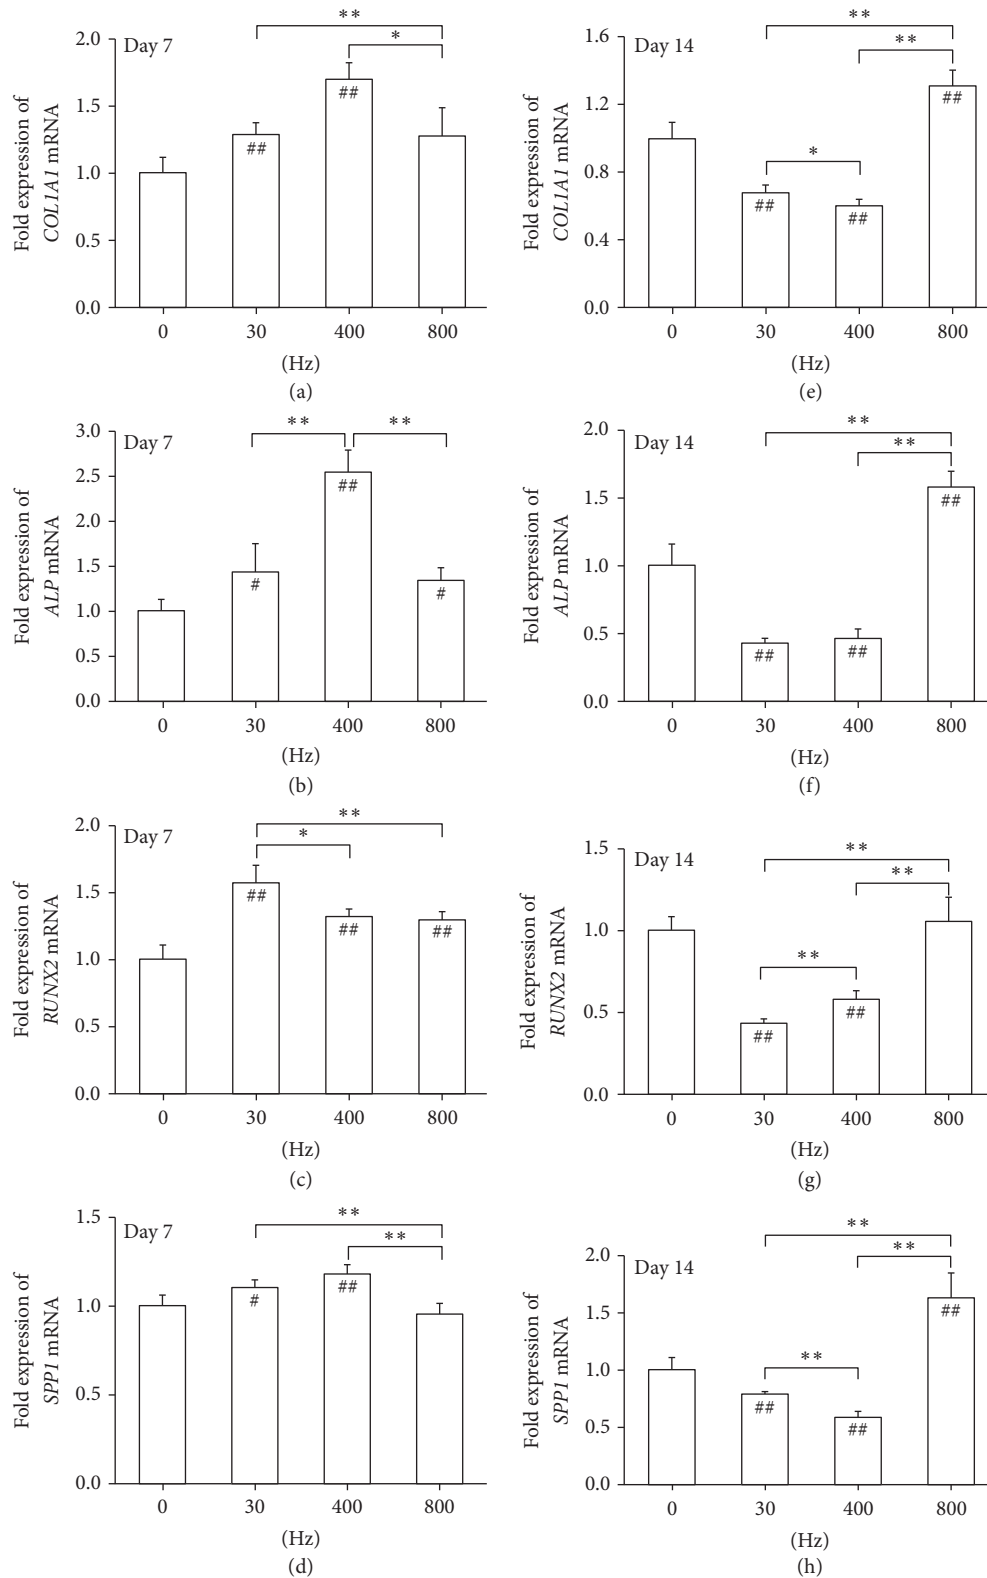 **
*
2.0
Day 7
1.5
1.0
0.5
0.0
##
##
Fold expression of
COL1A1 mRNA
0 30 400 800
(Hz)
(a)
**
**
1.6
Day 14
1.2
0.8
0.4
0.0
*
##
##
##
Fold expression of
COL1A1 mRNA
0 30 400 800
(Hz)
(e)
** **
3.0
Day 7
2.5
2.0
1.5
1.0
0.5
0.0
#
##
#
Fold expression of
ALP mRNA
0 30 400 800
(Hz)
(b)
**
**
2.0
Day 14
1.5
1.0
0.5
0.0
##
##
##
Fold expression of
ALP mRNA
0 30 400 800
(Hz)
(f)
**
*
2.0
Day 7
1.5
1.0
0.5
0.0
##
##
##
Fold expression of
RUNX2 mRNA
0 30 400 800
(Hz)
(c)
**
**
1.5
Day 14
1.0
0.5
0.0
**
##
##
Fold expression of
RUNX2 mRNA
0 30 400 800
(Hz)
(g)
**
**
1.5
Day 7
1.0
0.5
0.0
#
##
Fold expression of
SPP1 mRNA
0 30 400 800
(Hz)
(d)
**
**
2.0
Day 14
1.5
1.0
0.5
0.0
**
##
##
##
Fold expression of
SPP1 mRNA
0 30 400 800
(Hz)
(h)